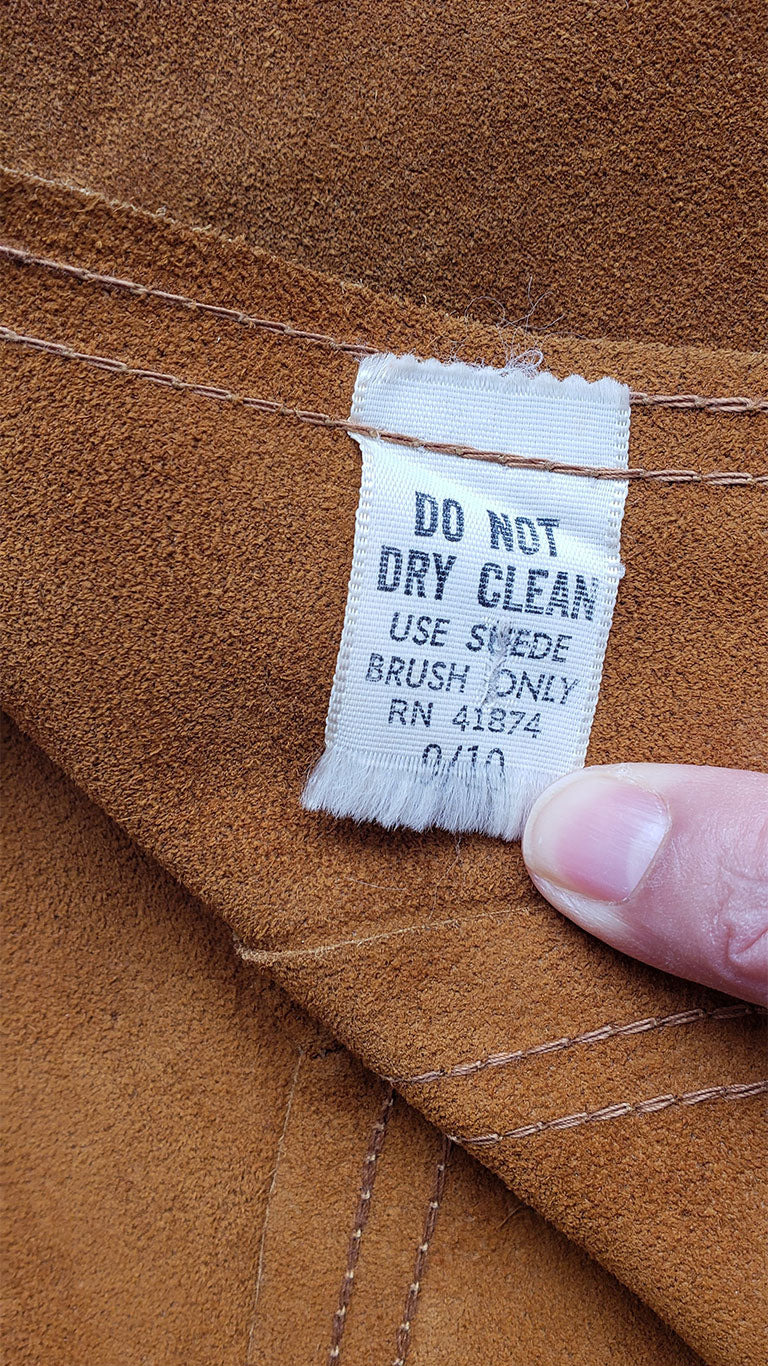 DO NOT
DRY CLEAN
USE SUEDE
BRUSH ONLY
RN 41874
9/10